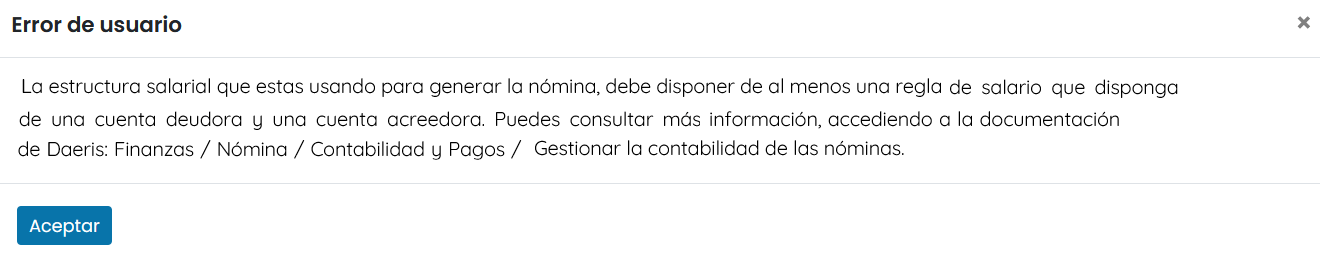 Error de usuario ×
La estructura salarial que estas usando para generar la nómina, debe disponer de al menos una regla de salario que disponga
de una cuenta deudora y una cuenta acreedora. Puedes consultar más información, accediendo a la documentación
de Daeris: Finanzas / Nómina / Contabilidad y Pagos / Gestionar la contabilidad de las nóminas.
Aceptar